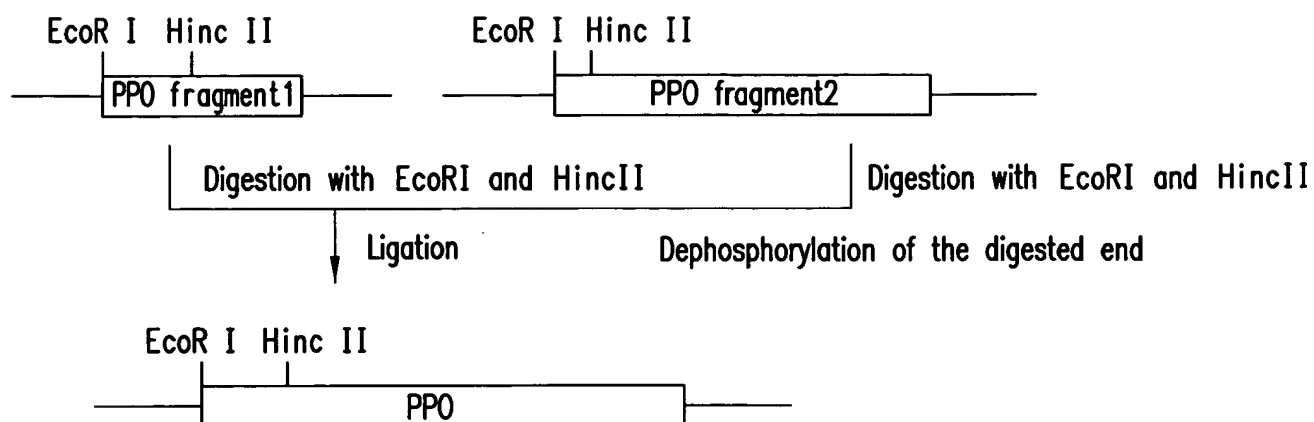 EcoR I Hinc II
EcoR I Hinc II
PPO fragment1
PPO fragment2
Digestion with EcoRI and HincII
Digestion with EcoRI and HincII
Ligation
Dephosphorylation of the digested end
EcoR I Hinc II
PPO